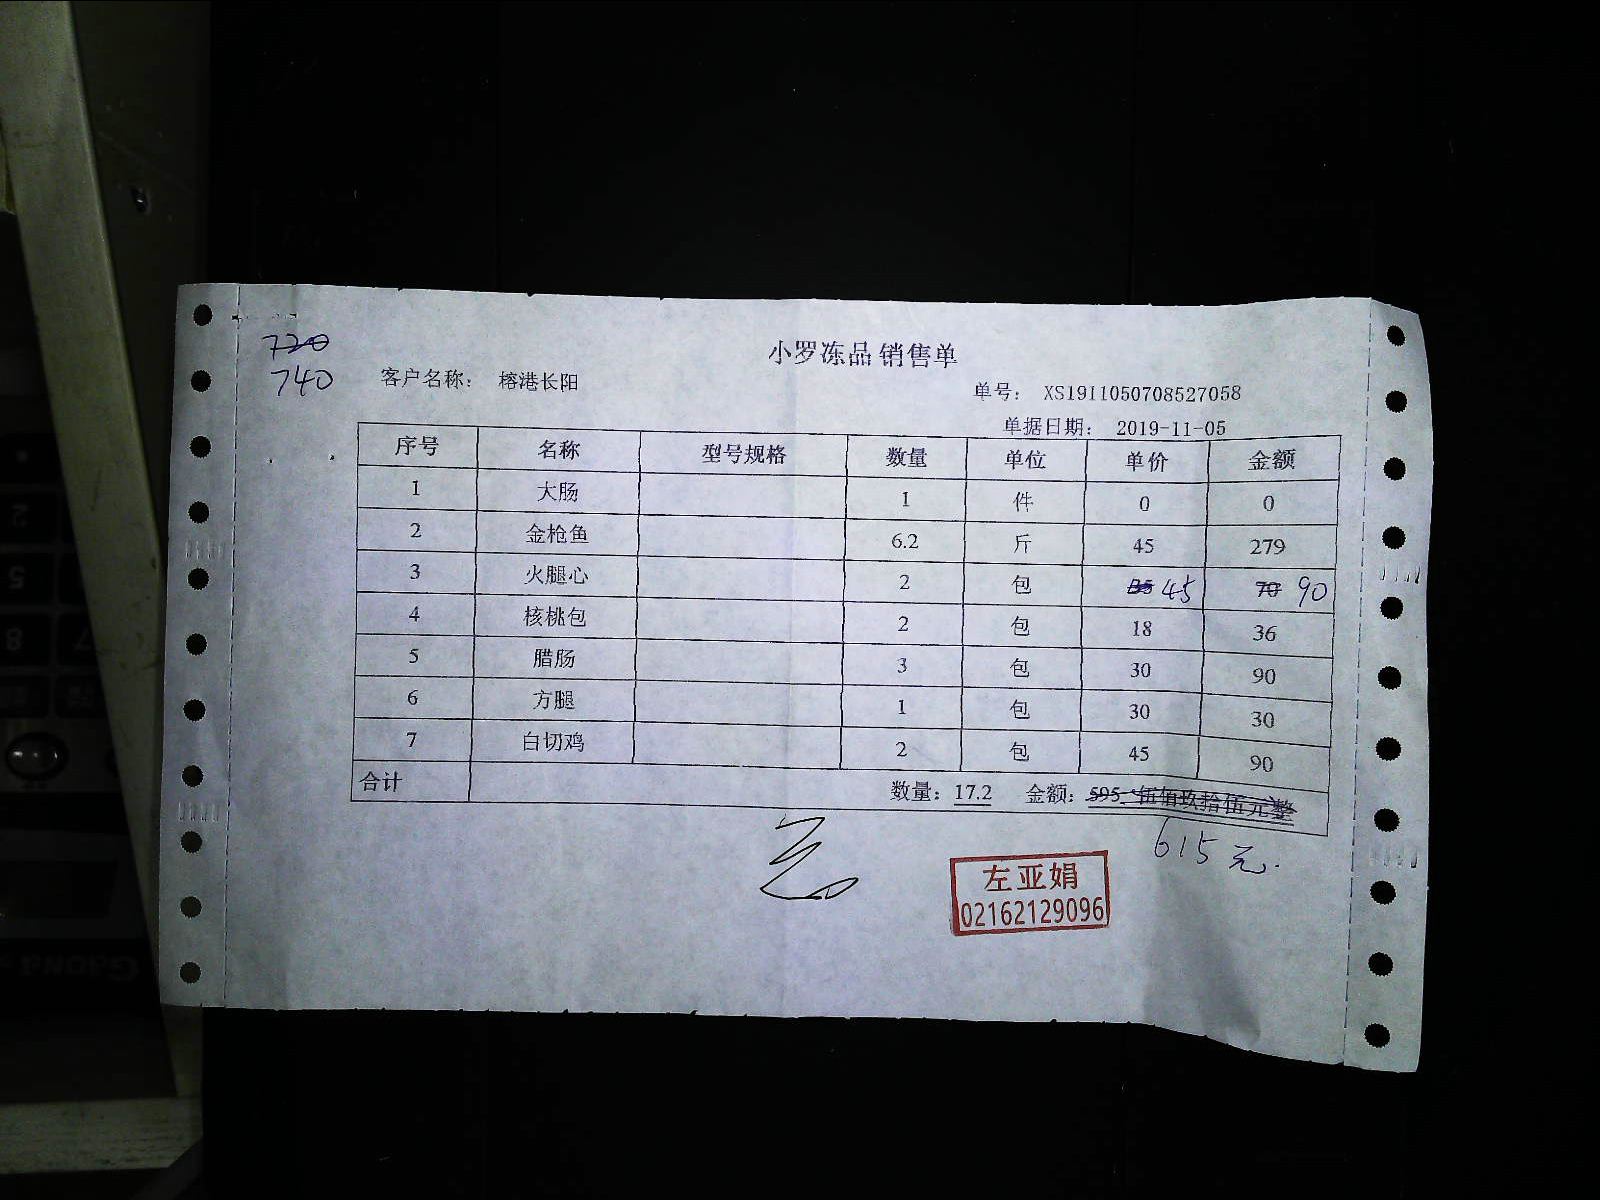 720
740
小罗冻品 销售单
客户名称： 榕港长阳
单号： XS1911050708527058
单据日期： 2019-11-05
序号 名称 型号规格 数量 单位 单价 金额
1 大肠 1 件 0 0
2 金枪鱼 6.2 斤 45 279
3 火腿心 2 包 35 45 70 90
4 核桃包 2 包 18 36
5 腊肠 3 包 30 90
6 方腿 1 包 30 30
7 白切鸡 2 包 45 90
合计 数量：17.2 金额：595 伍佰玖拾伍元整
615元.
左亚娟
02162129096